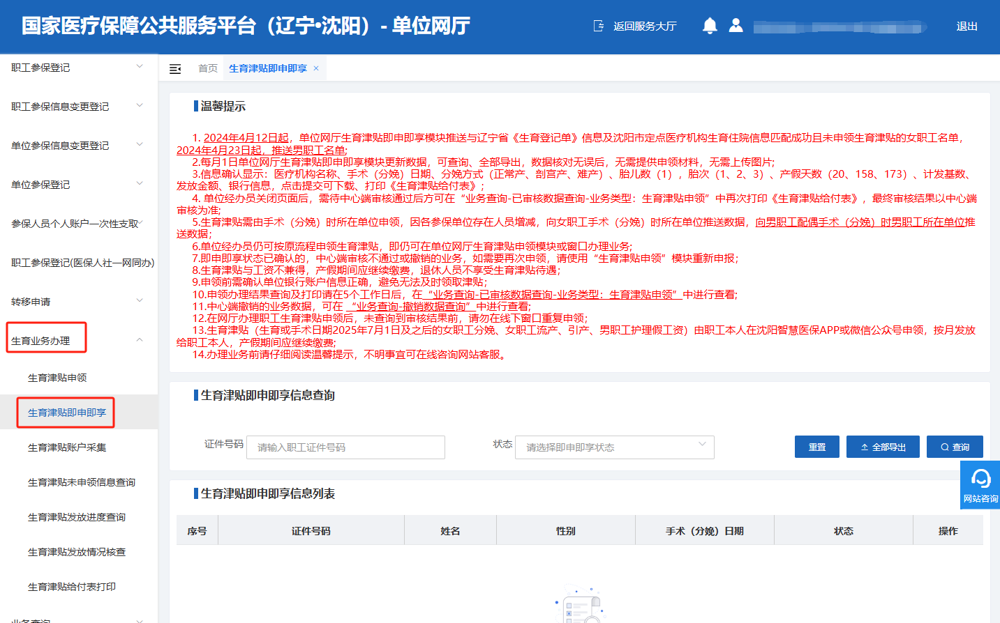 国家医疗保障公共服务平台（辽宁•沈阳）- 单位网厅
返回服务大厅
退出
职工参保登记
职工参保信息变更登记
单位参保信息变更登记
单位参保登记
参保人员个人账户一次性支取
职工参保登记(医保人社一网同办)
转移申请
生育业务办理
生育津贴申领
生育津贴即申即享
生育津贴账户采集
生育津贴未申领信息查询
生育津贴发放进度查询
生育津贴发放情况核查
生育津贴给付表打印
业务查询
首页
生育津贴即申即享 ×
温馨提示
1. 2024年4月12日起，单位网厅生育津贴即申即享模块推送与辽宁省《生育登记单》信息及沈阳市定点医疗机构生育住院信息匹配成功且未申领生育津贴的女职工名单，
2024年4月23日起，推送男职工名单;
2.每月1日单位网厅生育津贴即申即享模块更新数据，可查询、全部导出，数据核对无误后，无需提供申领材料，无需上传图片;
3.信息确认显示：医疗机构名称、手术（分娩）日期、分娩方式（正常产、剖宫产、难产）、胎儿数（1），胎次（1、2、3）、产假天数（20、158、173）、计发基数、
发放金额、银行信息，点击提交可下载、打印《生育津贴给付表》;
4. 单位经办员关闭页面后，需待中心端审核通过后方可在“业务查询-已审核数据查询-业务类型：生育津贴申领”中再次打印《生育津贴给付表》，最终审核结果以中心端
审核为准;
5.生育津贴需由手术（分娩）时所在单位申领，因各参保单位存在人员增减，向女职工手术（分娩）时所在单位推送数据，向男职工配偶手术（分娩）时男职工所在单位推
送数据;
6.单位经办员仍可按原流程申领生育津贴，即仍可在单位网厅生育津贴申领模块或窗口办理业务;
7.即申即享状态已确认的，中心端审核不通过或撤销的业务，如需要再次申领，请使用“生育津贴申领”模块重新申报;
8.生育津贴与工资不兼得，产假期间应继续缴费，退休人员不享受生育津贴待遇;
9.申领前需确认单位银行账户信息正确，避免无法及时领取津贴;
10.申领办理结果查询及打印请在5个工作日后，在“业务查询-已审核数据查询-业务类型：生育津贴申领”中进行查看;
11.中心端撤销的业务数据，可在“业务查询-撤销数据查询”中进行查看;
12.在网厅办理职工生育津贴申领后，未查询到审核结果前，请勿在线下窗口重复申领;
13.生育津贴（生育或手术日期2025年7月1日及之后的女职工分娩、女职工流产、引产、男职工护理假工资）由职工本人在沈阳智慧医保APP或微信公众号申领，按月发放
给职工本人，产假期间应继续缴费;
14.办理业务前请仔细阅读温馨提示，不明事宜可在线咨询网站客服。
生育津贴即申即享信息查询
证件号码 请输入职工证件号码
状态 请选择即申即享状态
重置
全部导出
查询
网站咨询
生育津贴即申即享信息列表
序号 证件号码 姓名 性别 手术（分娩）日期 状态 操作